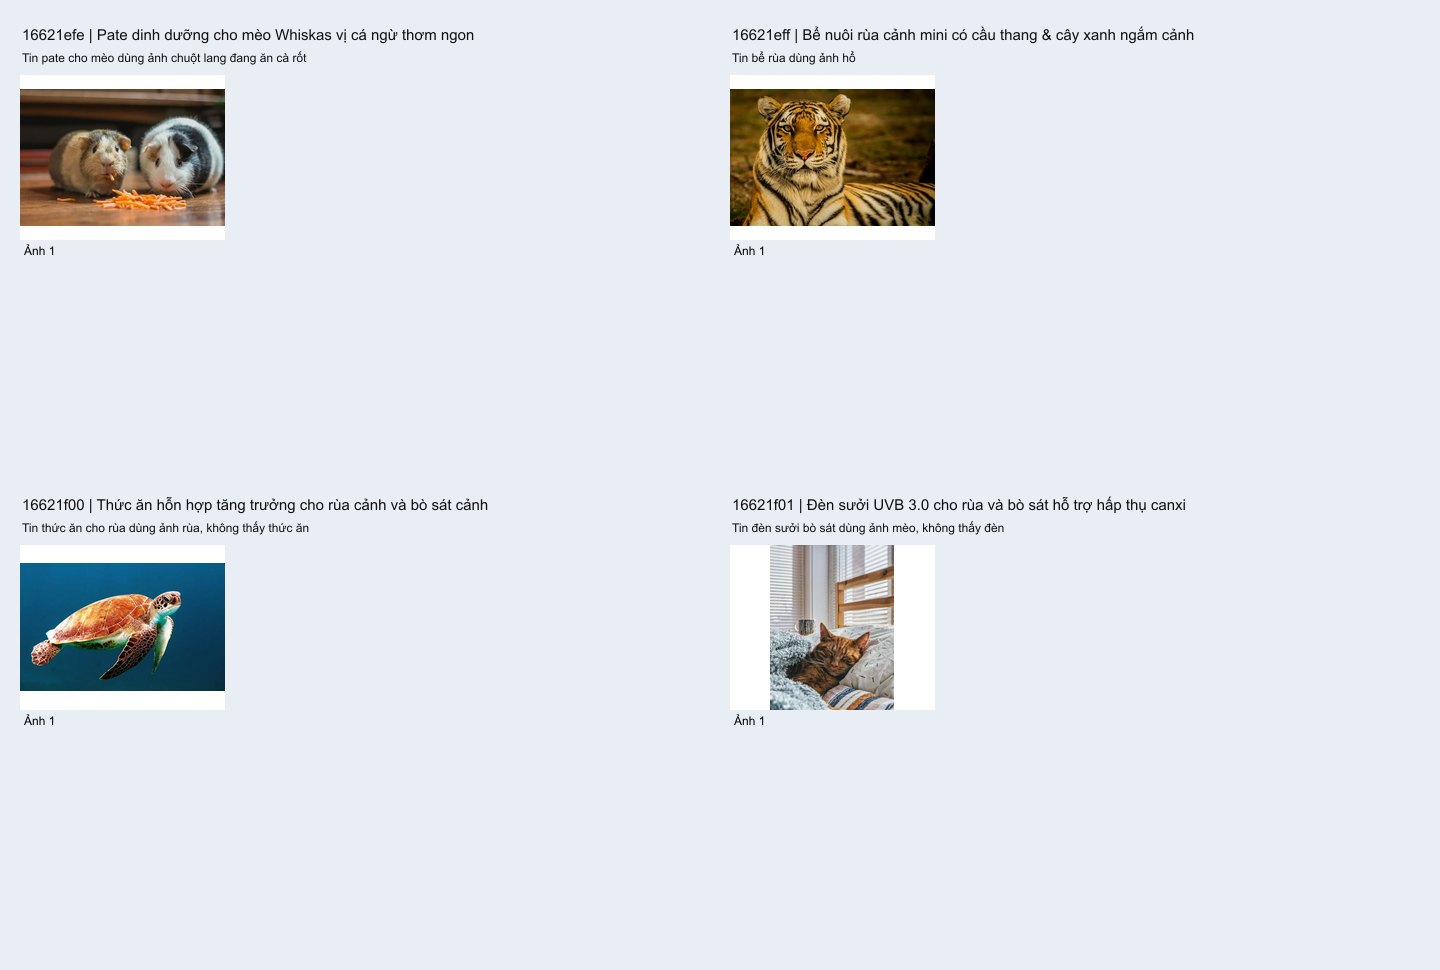 16621efe | Pate dinh dưỡng cho mèo Whiskas vị cá ngừ thơm ngon
Tin pate cho mèo dùng ảnh chuột lang đang ăn cà rốt
Ảnh 1
16621eff | Bể nuôi rùa cảnh mini có cầu thang & cây xanh ngắm cảnh
Tin bể rùa dùng ảnh hổ
Ảnh 1
16621f00 | Thức ăn hỗn hợp tăng trưởng cho rùa cảnh và bò sát cảnh
Tin thức ăn cho rùa dùng ảnh rùa, không thấy thức ăn
Ảnh 1
16621f01 | Đèn sưởi UVB 3.0 cho rùa và bò sát hỗ trợ hấp thụ canxi
Tin đèn sưởi bò sát dùng ảnh mèo, không thấy đèn
Ảnh 1